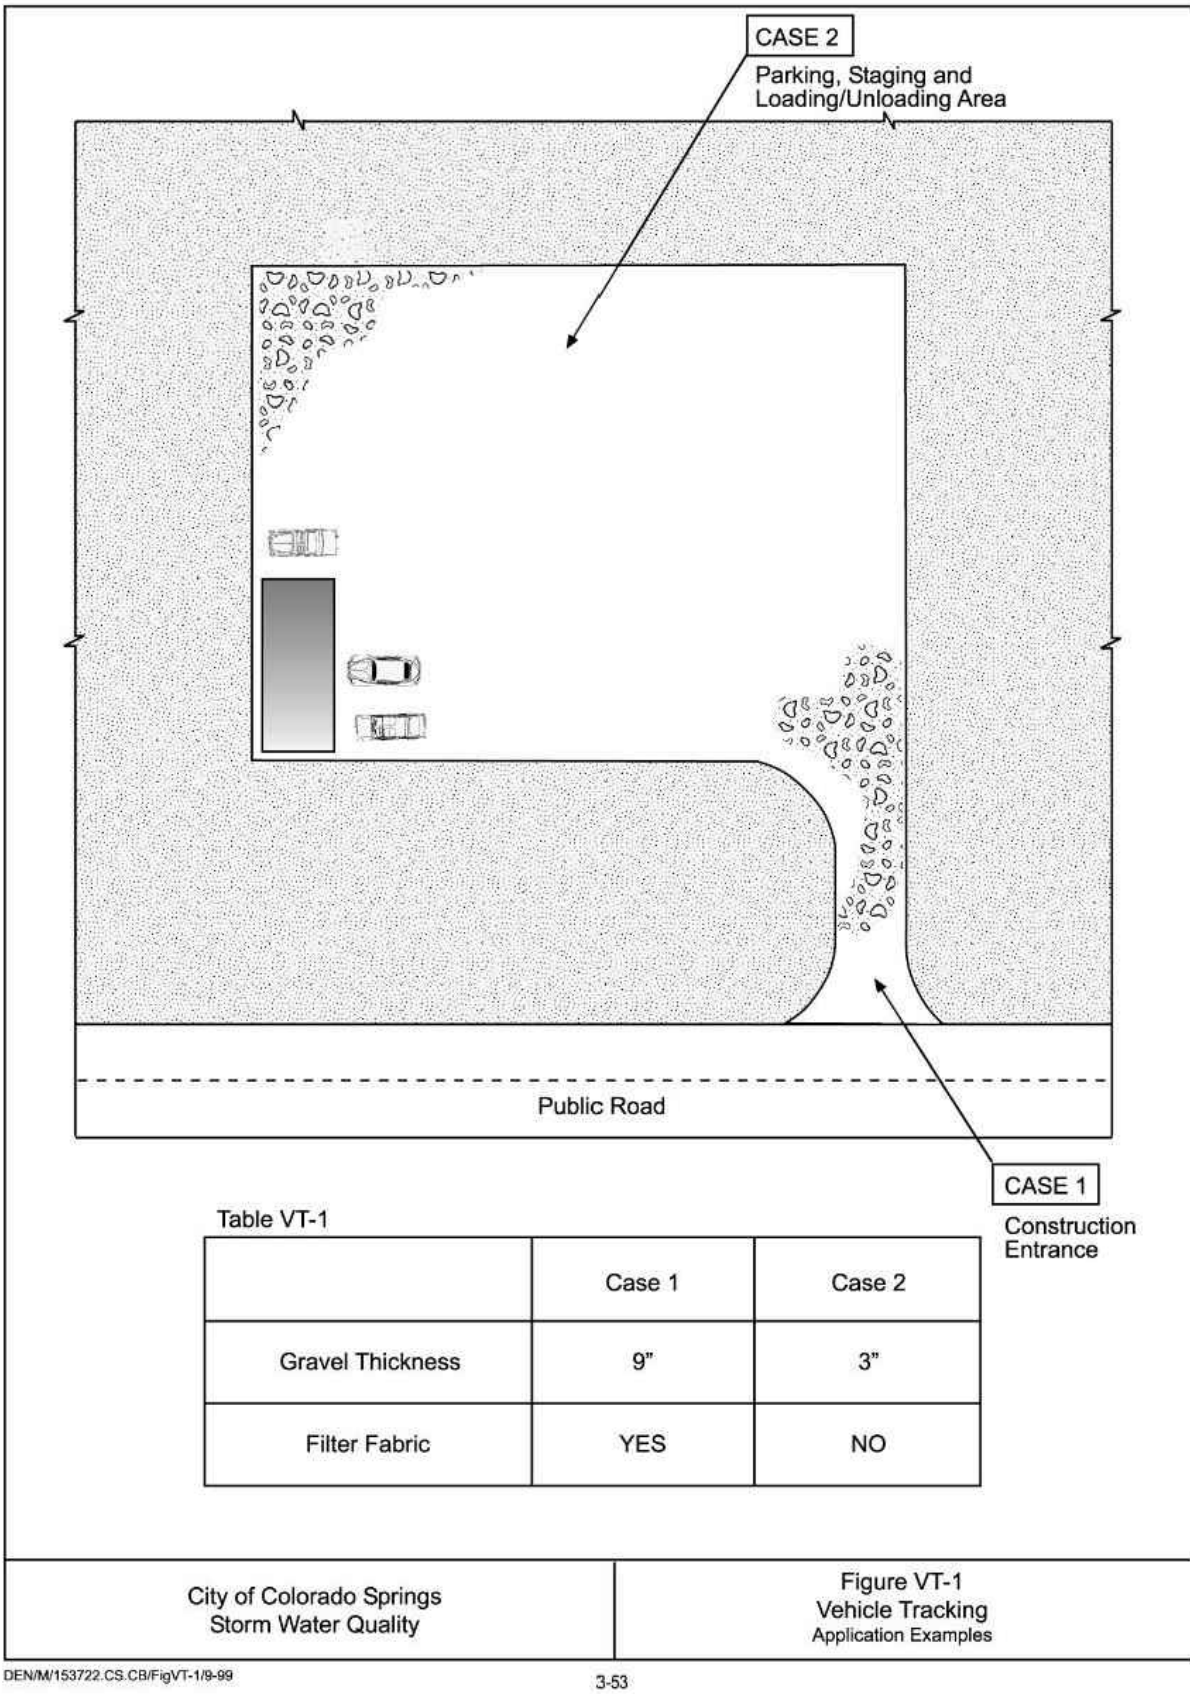 CASE 2
Parking, Staging and
Loading/Unloading Area
Public Road
CASE 1
Construction
Entrance
Table VT-1
Case 1 Case 2
Gravel Thickness 9” 3”
Filter Fabric YES NO
City of Colorado Springs
Storm Water Quality
Figure VT-1
Vehicle Tracking
Application Examples
DEN/M/153722.CS.CB/FigVT-1/9-99
3-53